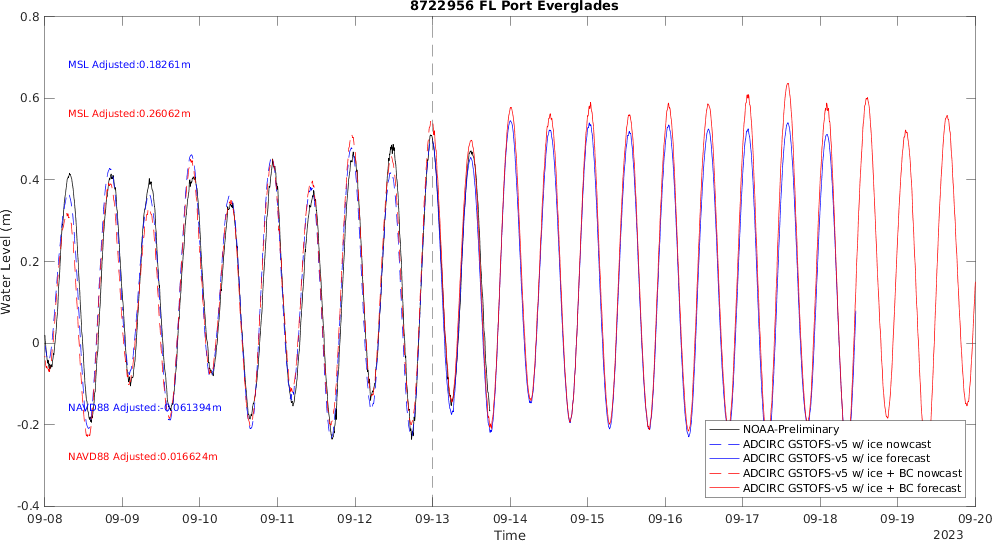 8722956 FL Port Everglades
0.8
MSL Adjusted:0.18261m
0.6
MSL Adjusted:0.26062m
0.4
Water Level (m)
0.2
0
NAVD88 Adjusted:-0.061394m
-0.2
NAVD88 Adjusted:0.016624m
NOAA-Preliminary
ADCIRC GSTOFS-v5 w/ ice nowcast
ADCIRC GSTOFS-v5 w/ ice forecast
ADCIRC GSTOFS-v5 w/ ice + BC nowcast
ADCIRC GSTOFS-v5 w/ ice + BC forecast
-0.4
09-08 09-09 09-10 09-11 09-12 09-13 09-14 09-15 09-16 09-17 09-18 09-19 09-20
Time
2023